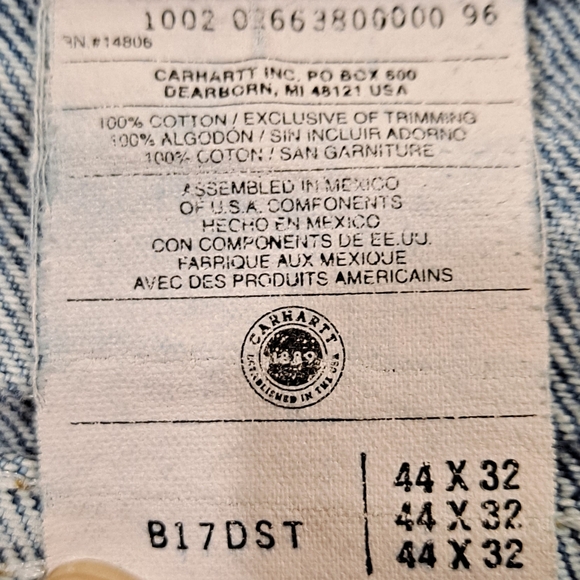 1002 02663800000 96
RN #14806
CARHARTT INC. PO BOX 600
DEARBORN, MI 48121 USA
100% COTTON / EXCLUSIVE OF TRIMMING
100% ALGODÓN / SIN INCLUIR ADORNO
100% COTON / SAN GARNITURE
ASSEMBLED IN MEXICO
OF U.S.A. COMPONENTS
HECHO EN MEXICO
CON COMPONENTES DE EE.UU.
FABRIQUE AUX MEXIQUE
AVEC DES PRODUITS AMERICAINS
CARHARTT
1889
ESTABLISHED IN THE USA
B17DST
44 X 32
44 X 32
44 X 32